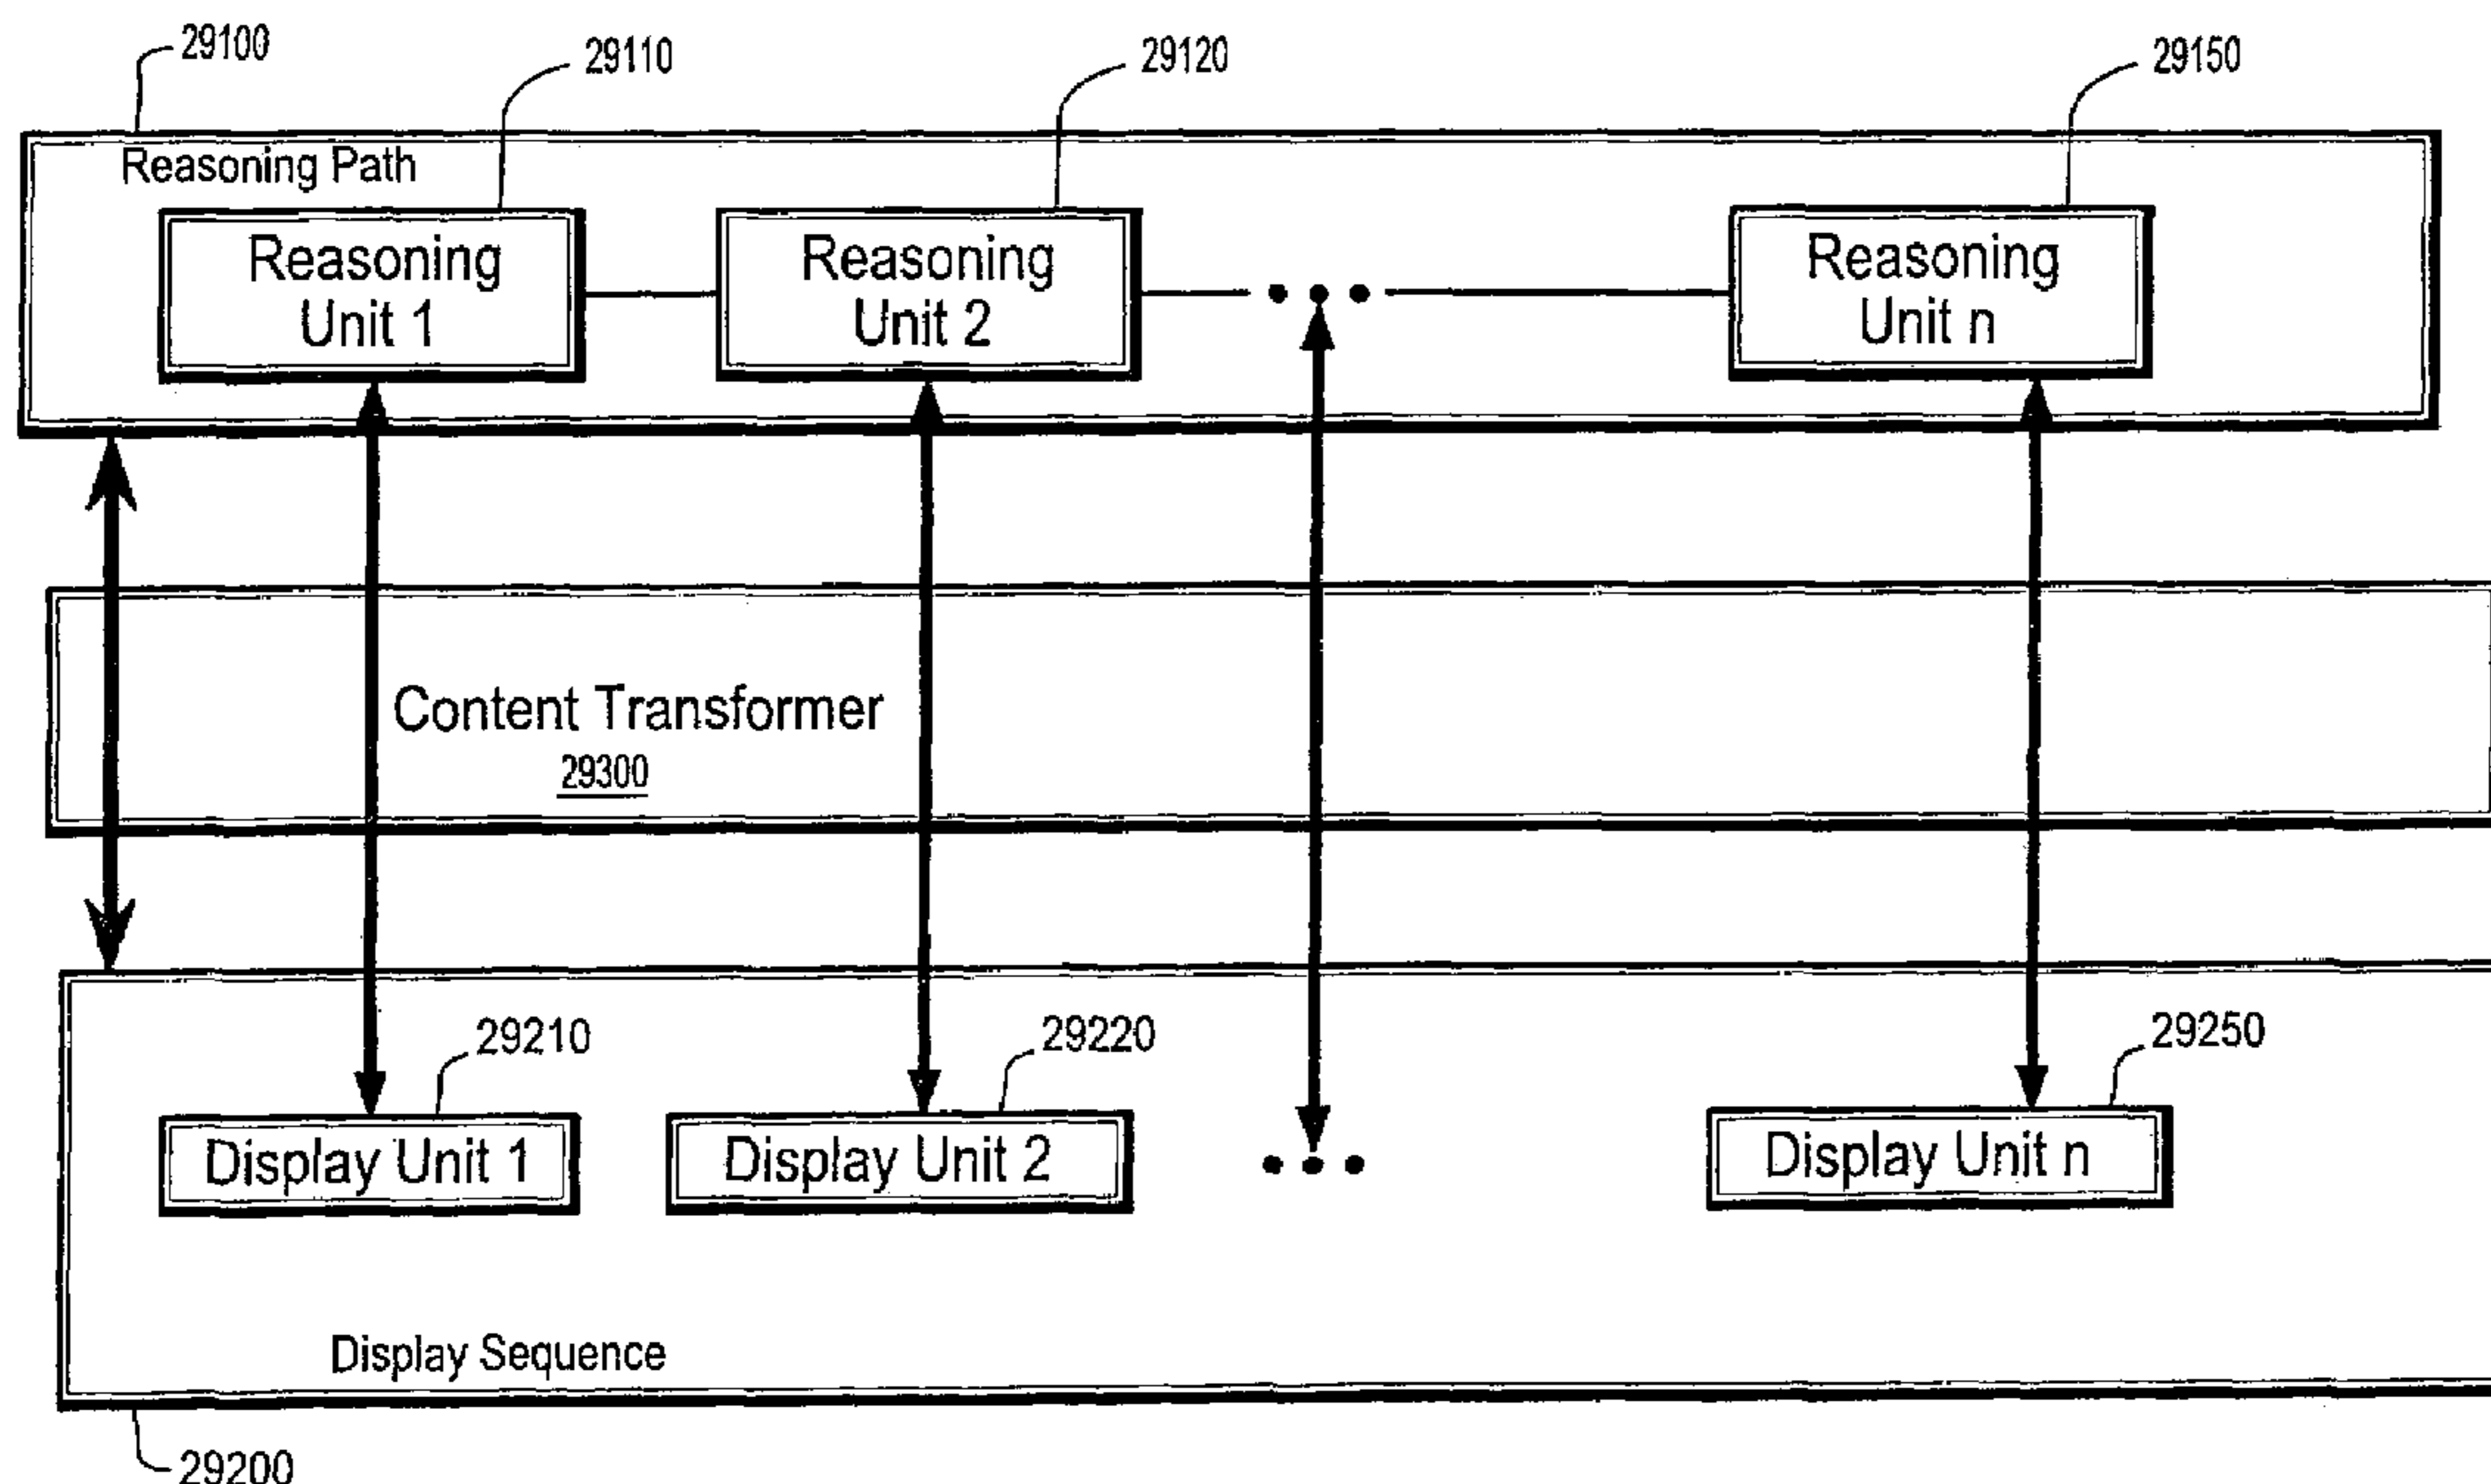 29100
29110
29120
29150
Reasoning Path
Reasoning
Unit 1
Reasoning
Unit 2
Reasoning
Unit n
Content Transformer
29300
29210
29220
29250
Display Unit 1
Display Unit 2
Display Unit n
Display Sequence
29200